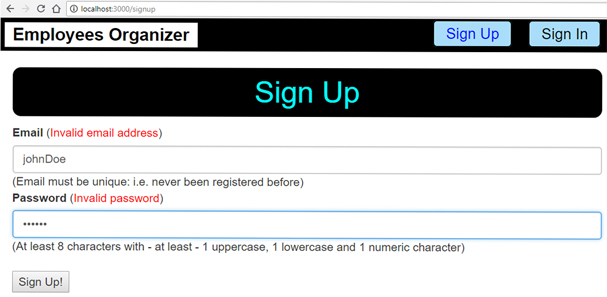 localhost:3000/signup
Employees Organizer
Sign Up
Sign In
Sign Up
Email (Invalid email address)
johnDoe
(Email must be unique: i.e. never been registered before)
Password (Invalid password)
••••••
(At least 8 characters with - at least - 1 uppercase, 1 lowercase and 1 numeric character)
Sign Up!